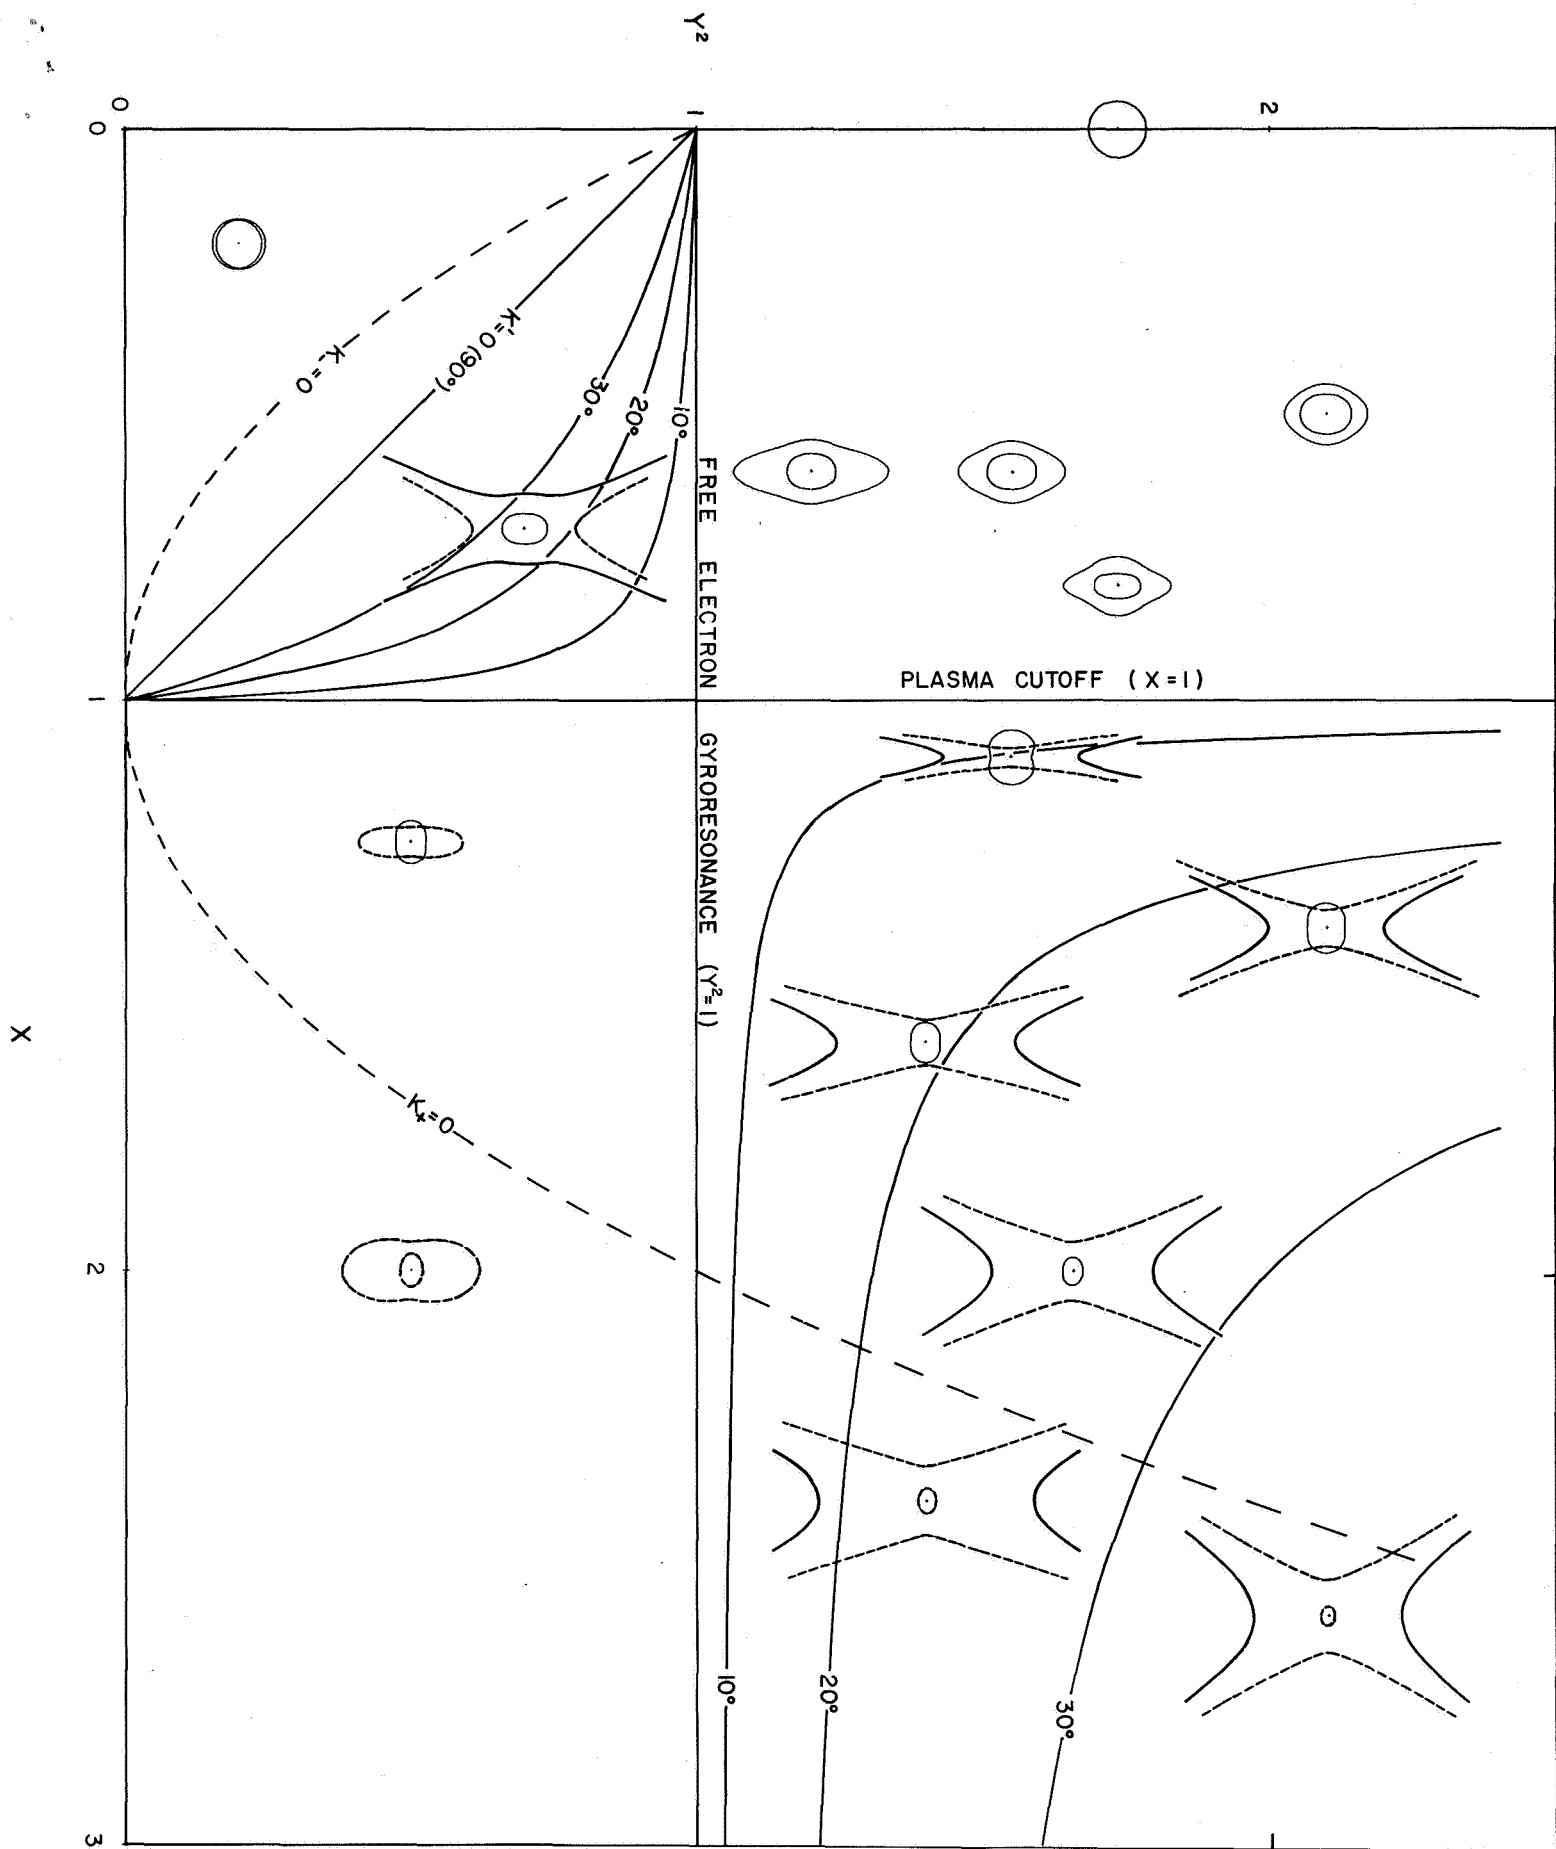 Y²
0
1
2
0
K_=0
K'=0 (90°)
30°
20°
10°
FREE ELECTRON GYRORESONANCE (Y²=1)
PLASMA CUTOFF (X=1)
1
K₊=0
X
2
10°
20°
30°
3